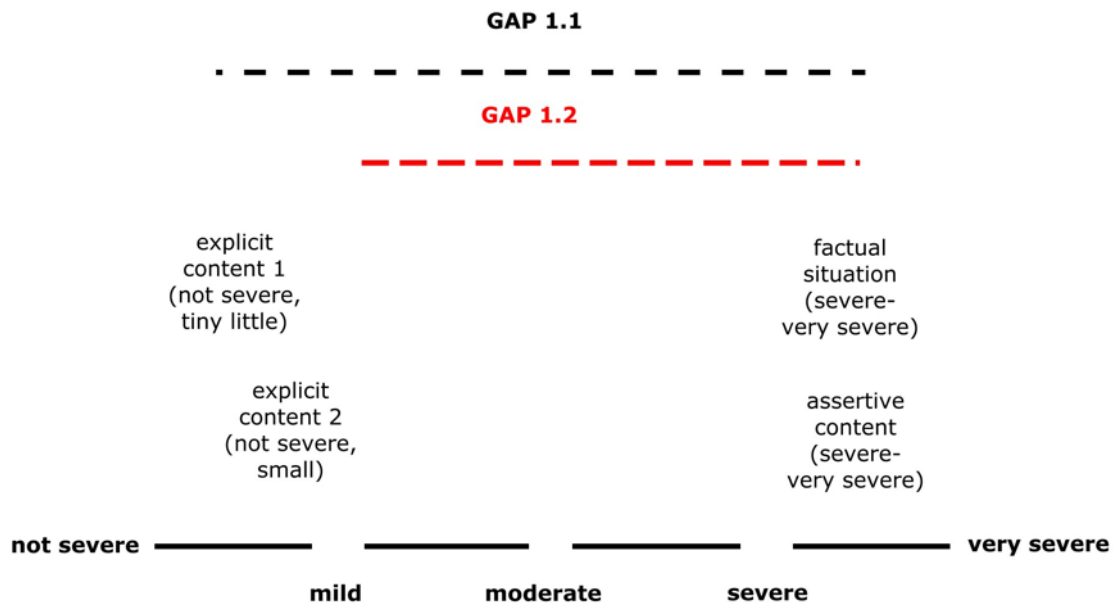 GAP 1.1
GAP 1.2
explicit
content 1
(not severe,
tiny little)
factual
situation
(severe-
very severe)
explicit
content 2
(not severe,
small)
assertive
content
(severe-
very severe)
not severe
very severe
mild
moderate
severe